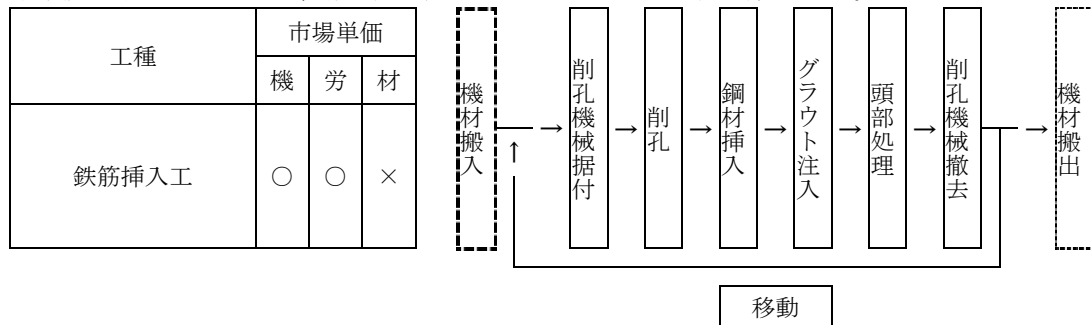 工種
市場単価
機 労 材
鉄筋挿入工 ○ ○ ×
機材搬入
→
↑
削孔機械据付
→
削孔
→
鋼材挿入
→
グラウト注入
→
頭部処理
→
削孔機械撤去
→
機材搬出
移動